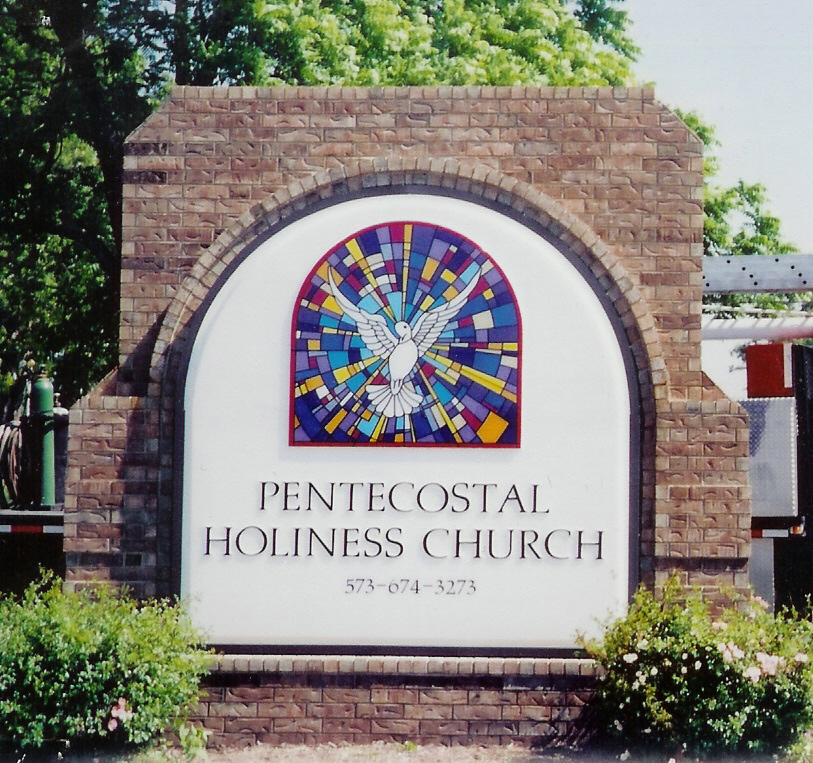 PENTECOSTAL
HOLINESS CHURCH
573-674-3273